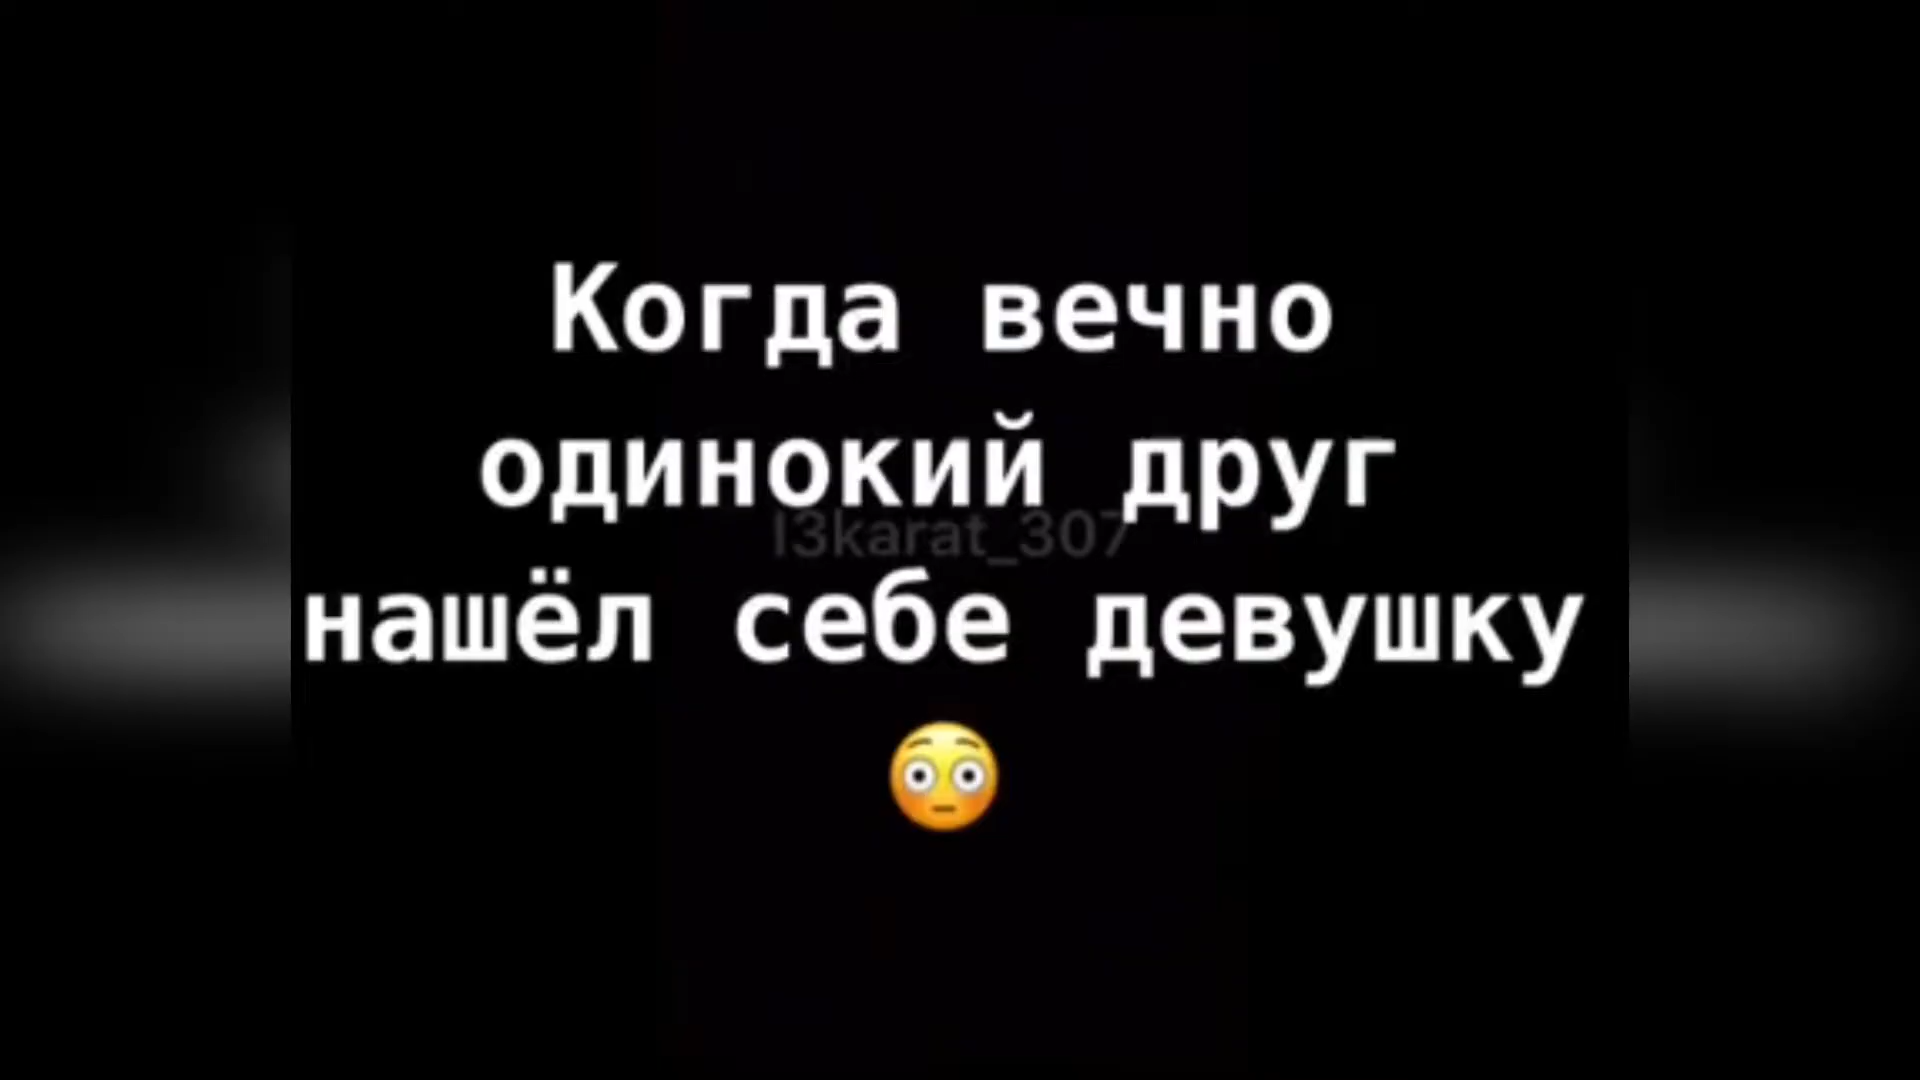 Когда вечно
одинокий друг
l3karat_307
нашёл себе девушку
😳